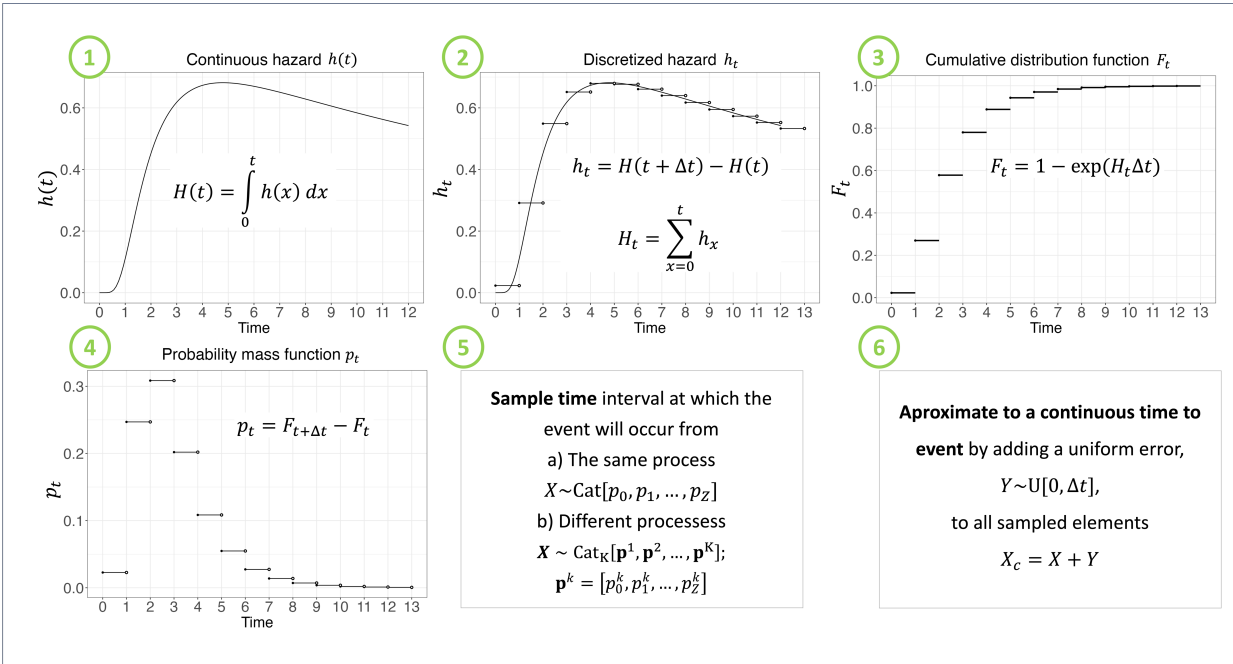 1
Continuous hazard h(t)
h(t)
0.6
0.4
0.2
0.0
H(t) = ∫₀ᵗ h(x) dx
0 1 2 3 4 5 6 7 8 9 10 11 12
Time
2
Discretized hazard hₜ
hₜ
0.6
0.4
0.2
0.0
hₜ = H(t + Δt) − H(t)
Hₜ = ∑ₓ₌₀ᵗ hₓ
0 1 2 3 4 5 6 7 8 9 10 11 12 13
Time
3
Cumulative distribution function Fₜ
Fₜ
1.0
0.8
0.6
0.4
0.2
0.0
Fₜ = 1 − exp(HₜΔt)
0 1 2 3 4 5 6 7 8 9 10 11 12 13
Time
4
Probability mass function pₜ
pₜ
0.3
0.2
0.1
0.0
pₜ = Fₜ₊Δₜ − Fₜ
0 1 2 3 4 5 6 7 8 9 10 11 12 13
Time
5
Sample time interval at which the
event will occur from
a) The same process
X~Cat[p₀, p₁, … , p_Z]
b) Different processess
X ~ Cat_K[p¹, p², … , p^K];
p^k = [p₀^k, p₁^k, … , p_Z^k]
6
Aproximate to a continuous time to
event by adding a uniform error,
Y~U[0, Δt],
to all sampled elements
X_c = X + Y